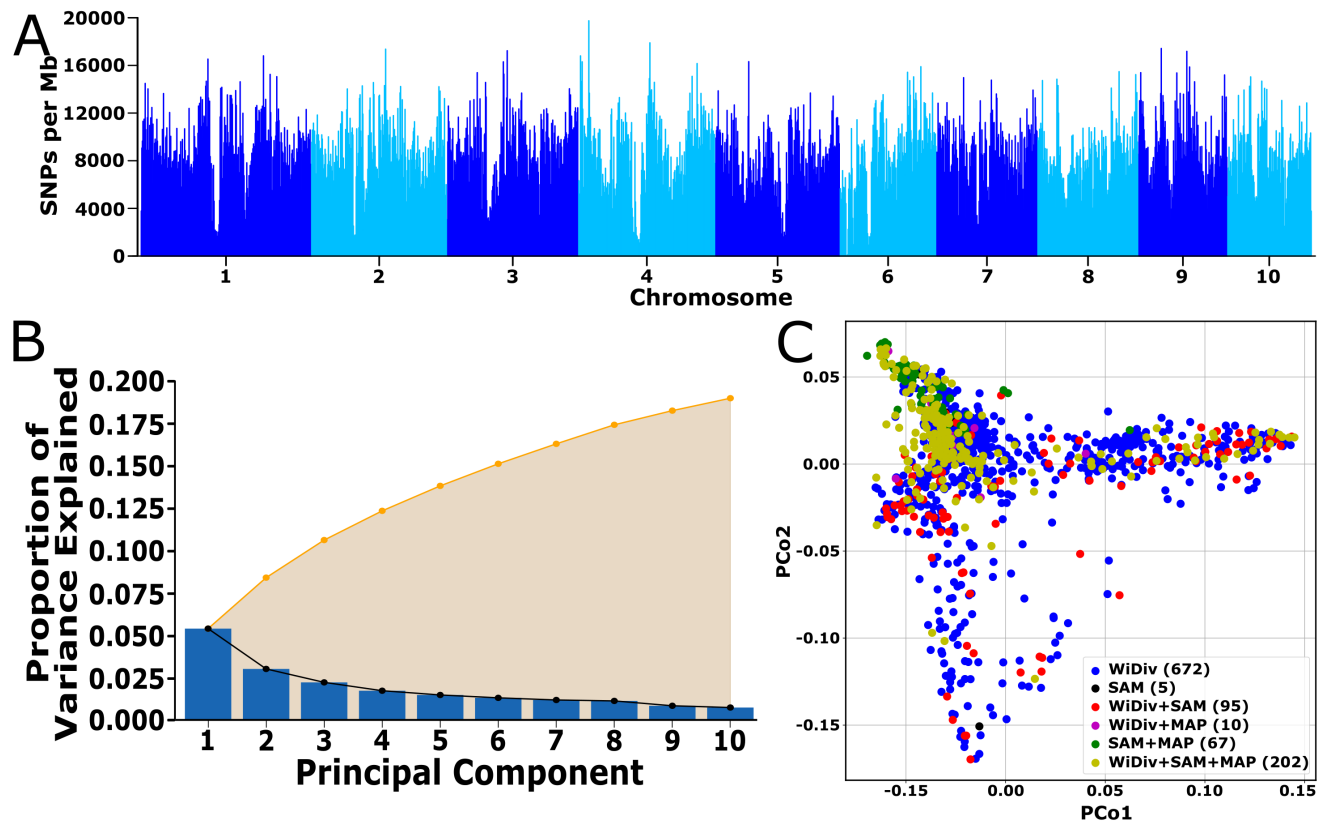 A
20000
16000
12000
8000
4000
0
SNPs per Mb
1 2 3 4 5 6 7 8 9 10
Chromosome
B
0.200
0.175
0.150
0.125
0.100
0.075
0.050
0.025
0.000
Proportion of
Variance Explained
1 2 3 4 5 6 7 8 9 10
Principal Component
C
0.05
0.00
-0.05
-0.10
-0.15
PCo2
WiDiv (672)
SAM (5)
WiDiv+SAM (95)
WiDiv+MAP (10)
SAM+MAP (67)
WiDiv+SAM+MAP (202)
-0.15 0.00 0.05 0.10 0.15
PCo1